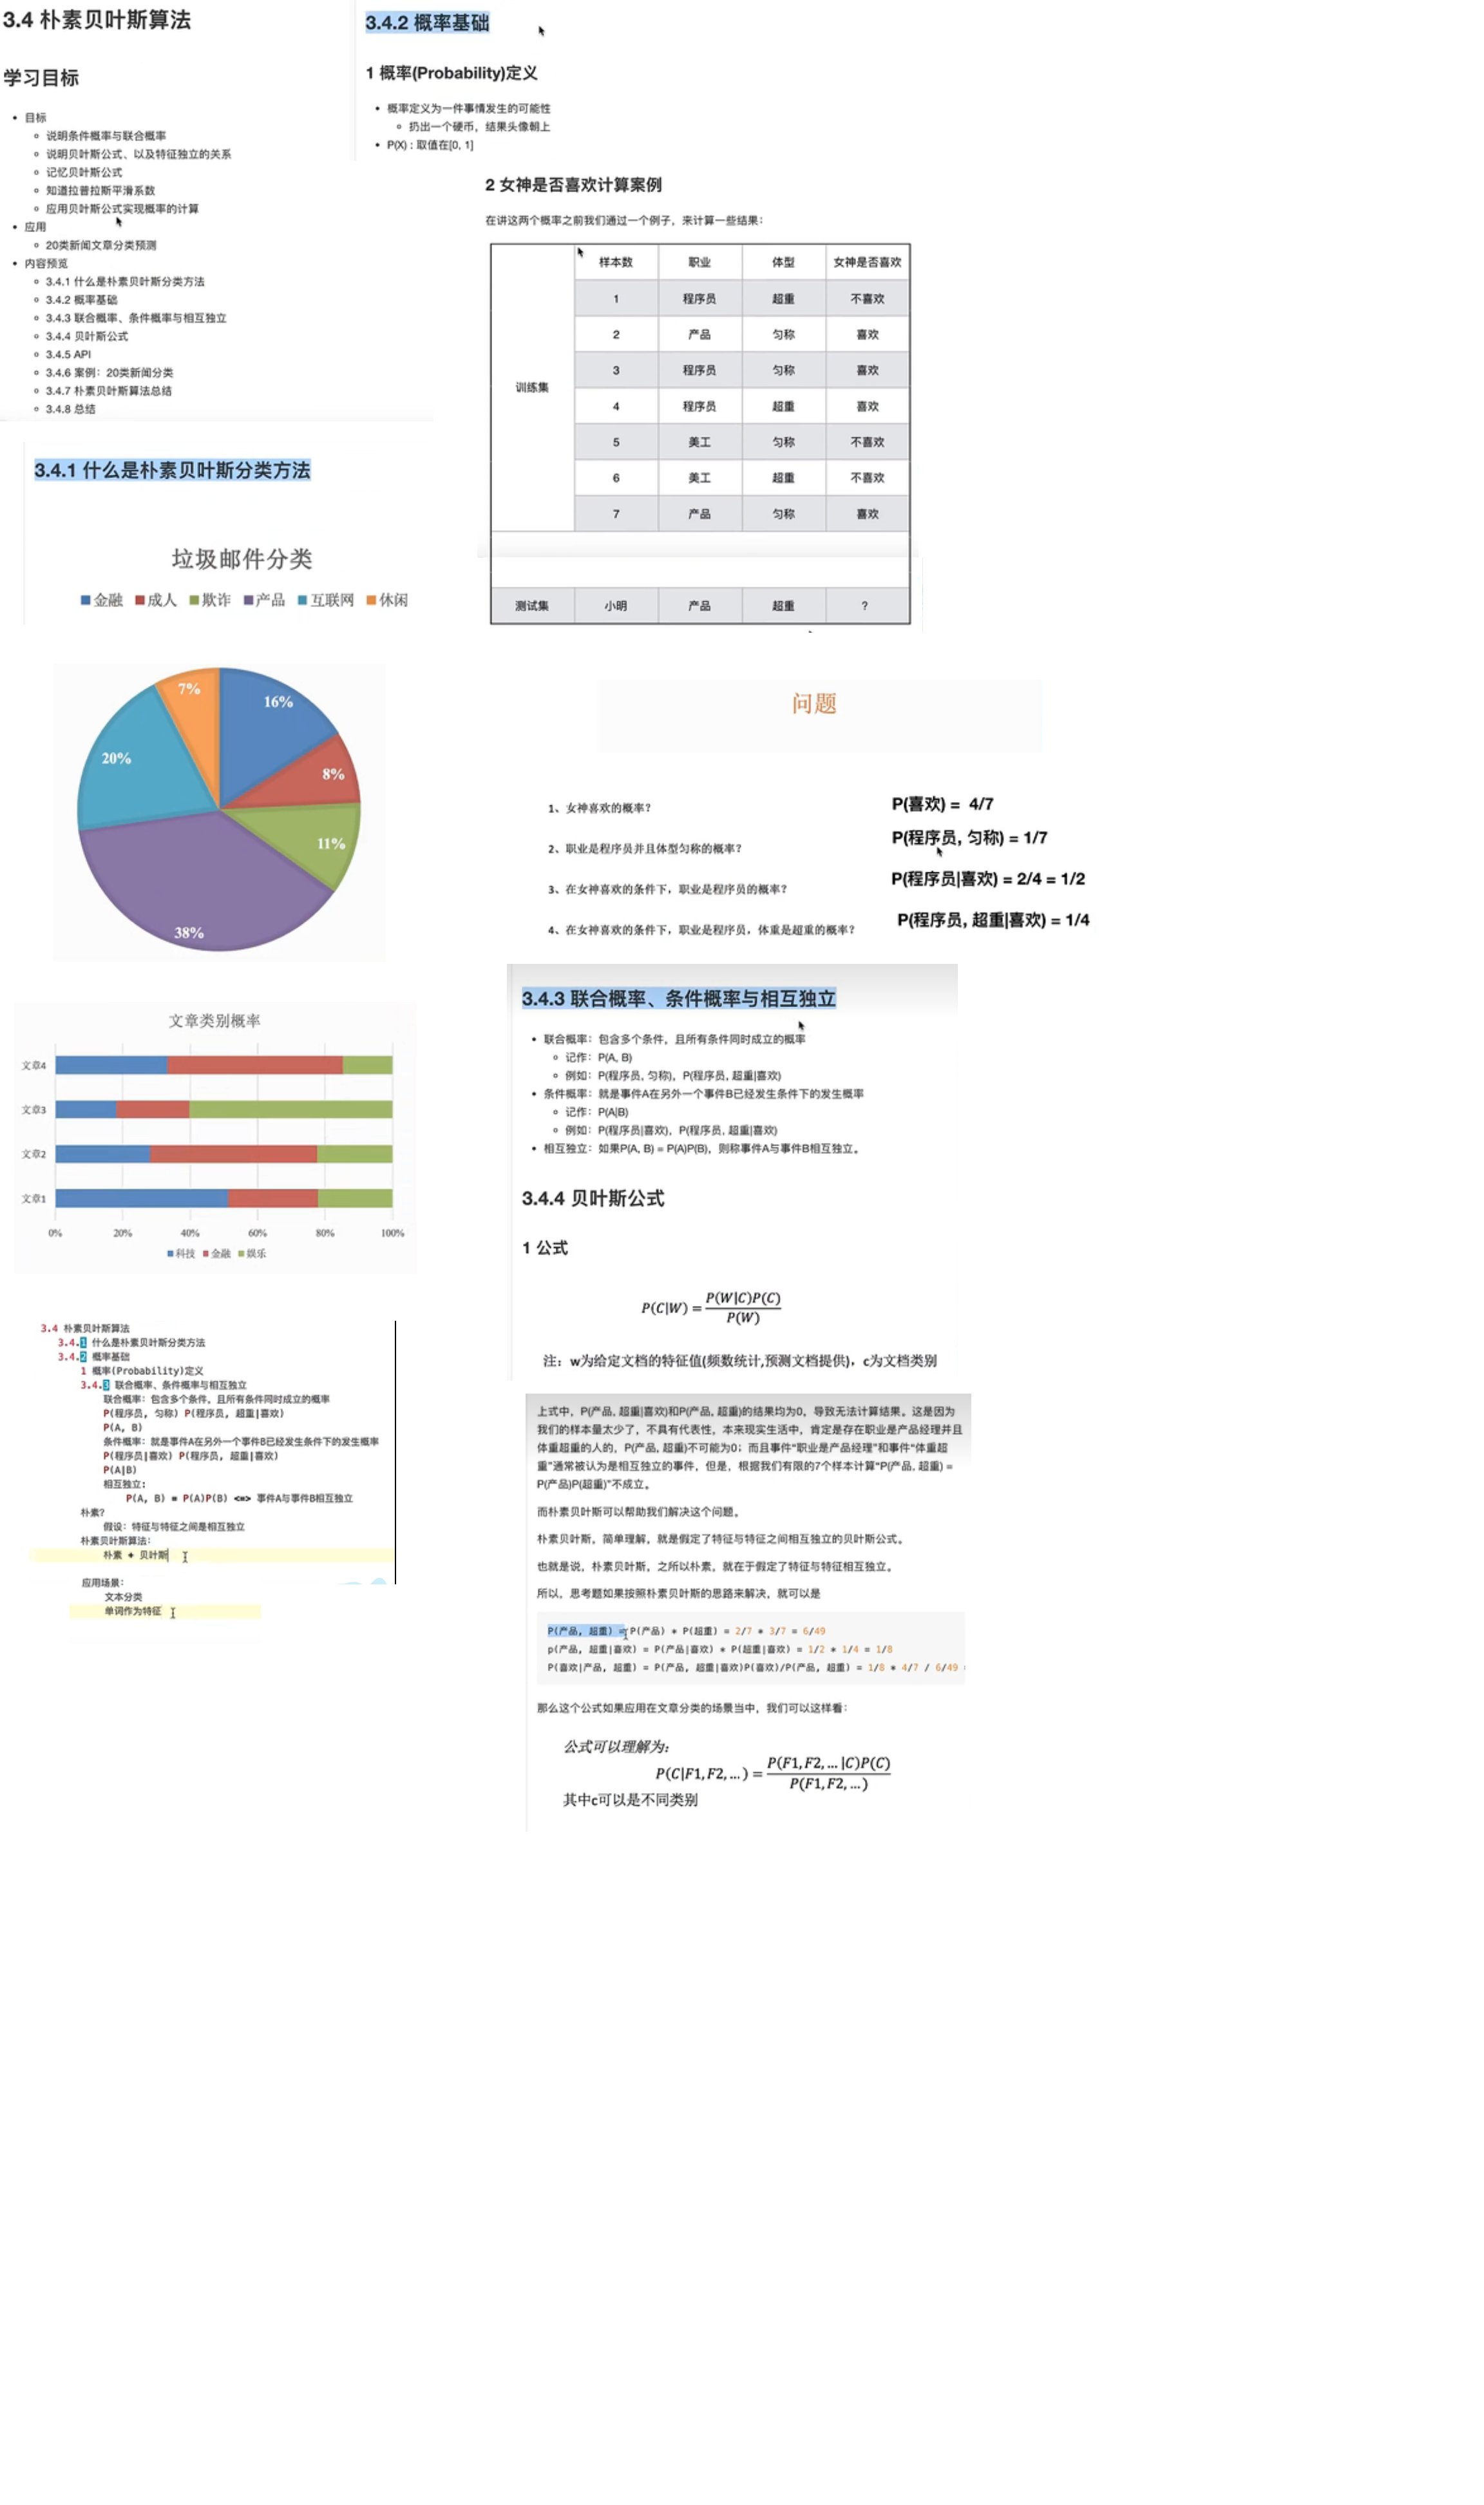 3.4 朴素贝叶斯算法
学习目标
• 目标
◦ 说明条件概率与联合概率
◦ 说明贝叶斯公式、以及特征独立的关系
◦ 记忆贝叶斯公式
◦ 知道拉普拉斯平滑系数
◦ 应用贝叶斯公式实现概率的计算
• 应用
◦ 20类新闻文章分类预测
• 内容预览
◦ 3.4.1 什么是朴素贝叶斯分类方法
◦ 3.4.2 概率基础
◦ 3.4.3 联合概率、条件概率与相互独立
◦ 3.4.4 贝叶斯公式
◦ 3.4.5 API
◦ 3.4.6 案例：20类新闻分类
◦ 3.4.7 朴素贝叶斯算法总结
◦ 3.4.8 总结
3.4.1 什么是朴素贝叶斯分类方法
垃圾邮件分类
金融 成人 欺诈 产品 互联网 休闲
7%
16%
20%
8%
11%
38%
文章类别概率
文章4
文章3
文章2
文章1
0% 20% 40% 60% 80% 100%
科技 金融 娱乐
3.4 朴素贝叶斯算法
3.4.1 什么是朴素贝叶斯分类方法
3.4.2 概率基础
1 概率(Probability)定义
3.4.3 联合概率、条件概率与相互独立
联合概率：包含多个条件，且所有条件同时成立的概率
P(程序员, 匀称) P(程序员, 超重|喜欢)
P(A, B)
条件概率：就是事件A在另外一个事件B已经发生条件下的发生概率
P(程序员|喜欢) P(程序员, 超重|喜欢)
P(A|B)
相互独立：
P(A, B) = P(A)P(B) <=> 事件A与事件B相互独立
朴素？
假设：特征与特征之间是相互独立
朴素贝叶斯算法：
朴素 + 贝叶斯
应用场景：
文本分类
单词作为特征
3.4.2 概率基础
1 概率(Probability)定义
• 概率定义为一件事情发生的可能性
◦ 扔出一个硬币，结果头像朝上
• P(X) : 取值在[0, 1]
2 女神是否喜欢计算案例
在讲这两个概率之前我们通过一个例子，来计算一些结果：
样本数 职业 体型 女神是否喜欢
1 程序员 超重 不喜欢
2 产品 匀称 喜欢
3 程序员 匀称 喜欢
训练集
4 程序员 超重 喜欢
5 美工 匀称 不喜欢
6 美工 超重 不喜欢
7 产品 匀称 喜欢
测试集 小明 产品 超重 ?
问题
1、女神喜欢的概率？ P(喜欢) = 4/7
2、职业是程序员并且体型匀称的概率？ P(程序员, 匀称) = 1/7
3、在女神喜欢的条件下，职业是程序员的概率？ P(程序员|喜欢) = 2/4 = 1/2
4、在女神喜欢的条件下，职业是程序员，体重是超重的概率？ P(程序员, 超重|喜欢) = 1/4
3.4.3 联合概率、条件概率与相互独立
• 联合概率：包含多个条件，且所有条件同时成立的概率
◦ 记作：P(A, B)
◦ 例如：P(程序员, 匀称)，P(程序员, 超重|喜欢)
• 条件概率：就是事件A在另外一个事件B已经发生条件下的发生概率
◦ 记作：P(A|B)
◦ 例如：P(程序员|喜欢)，P(程序员, 超重|喜欢)
• 相互独立：如果P(A, B) = P(A)P(B)，则称事件A与事件B相互独立。
3.4.4 贝叶斯公式
1 公式
P(C|W) = P(W|C)P(C) / P(W)
注：w为给定文档的特征值(频数统计,预测文档提供)，c为文档类别
上式中，P(产品, 超重|喜欢)和P(产品, 超重)的结果均为0，导致无法计算结果。这是因为
我们的样本量太少了，不具有代表性，本来现实生活中，肯定是存在职业是产品经理并且
体重超重的人的，P(产品, 超重)不可能为0；而且事件“职业是产品经理”和事件“体重超
重”通常被认为是相互独立的事件，但是，根据我们有限的7个样本计算“P(产品, 超重) =
P(产品)P(超重)”不成立。
而朴素贝叶斯可以帮助我们解决这个问题。
朴素贝叶斯，简单理解，就是假定了特征与特征之间相互独立的贝叶斯公式。
也就是说，朴素贝叶斯，之所以朴素，就在于假定了特征与特征相互独立。
所以，思考题如果按照朴素贝叶斯的思路来解决，就可以是
P(产品, 超重) = P(产品) * P(超重) = 2/7 * 3/7 = 6/49
p(产品, 超重|喜欢) = P(产品|喜欢) * P(超重|喜欢) = 1/2 * 1/4 = 1/8
P(喜欢|产品, 超重) = P(产品, 超重|喜欢)P(喜欢)/P(产品, 超重) = 1/8 * 4/7 / 6/49
那么这个公式如果应用在文章分类的场景当中，我们可以这样看：
公式可以理解为：
P(C|F1,F2,…) = P(F1,F2,… |C)P(C) / P(F1,F2,…)
其中c可以是不同类别